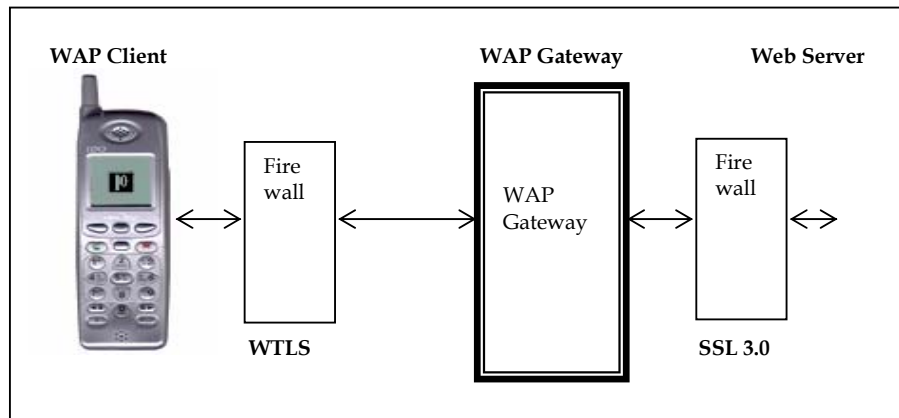 WAP Client
WAP Gateway
Web Server
Fire
wall
WAP
Gateway
Fire
wall
WTLS
SSL 3.0